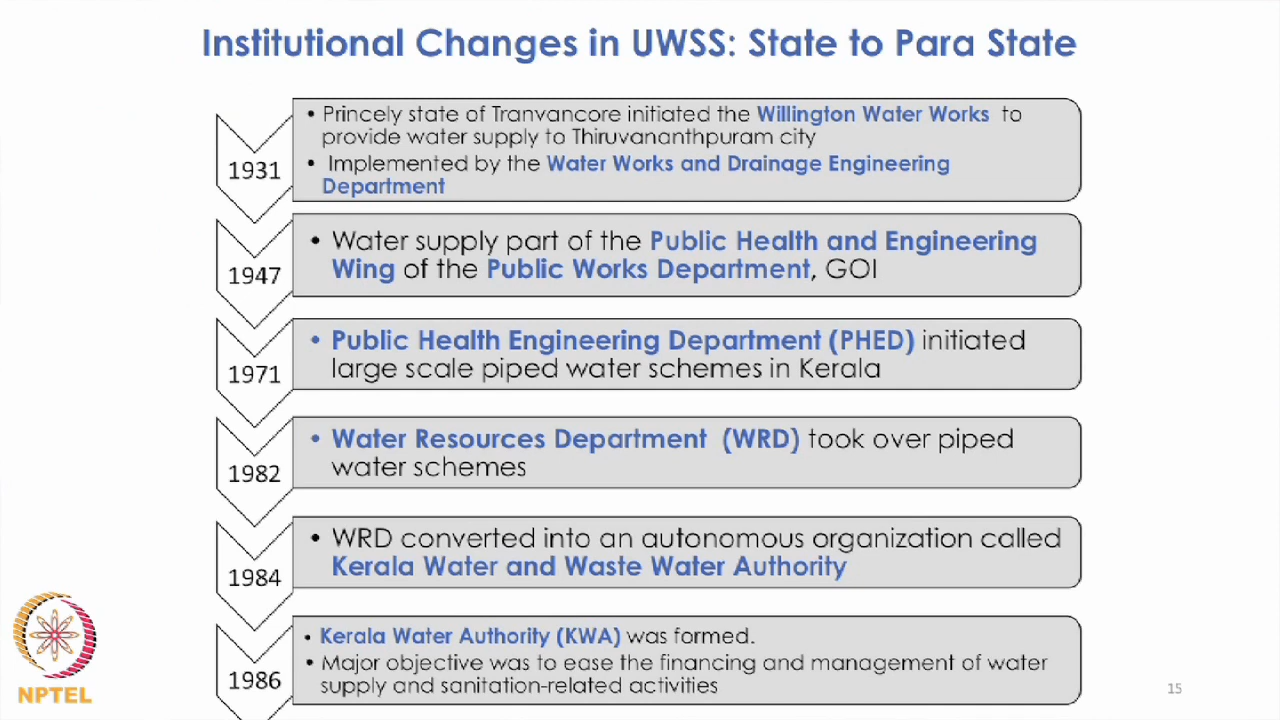 Institutional Changes in UWSS: State to Para State
1931
• Princely state of Tranvancore initiated the Willington Water Works to
provide water supply to Thiruvananthpuram city
• Implemented by the Water Works and Drainage Engineering
Department
1947
• Water supply part of the Public Health and Engineering
Wing of the Public Works Department, GOI
1971
• Public Health Engineering Department (PHED) initiated
large scale piped water schemes in Kerala
1982
• Water Resources Department (WRD) took over piped
water schemes
1984
• WRD converted into an autonomous organization called
Kerala Water and Waste Water Authority
1986
• Kerala Water Authority (KWA) was formed.
• Major objective was to ease the financing and management of water
supply and sanitation-related activities
NPTEL
15